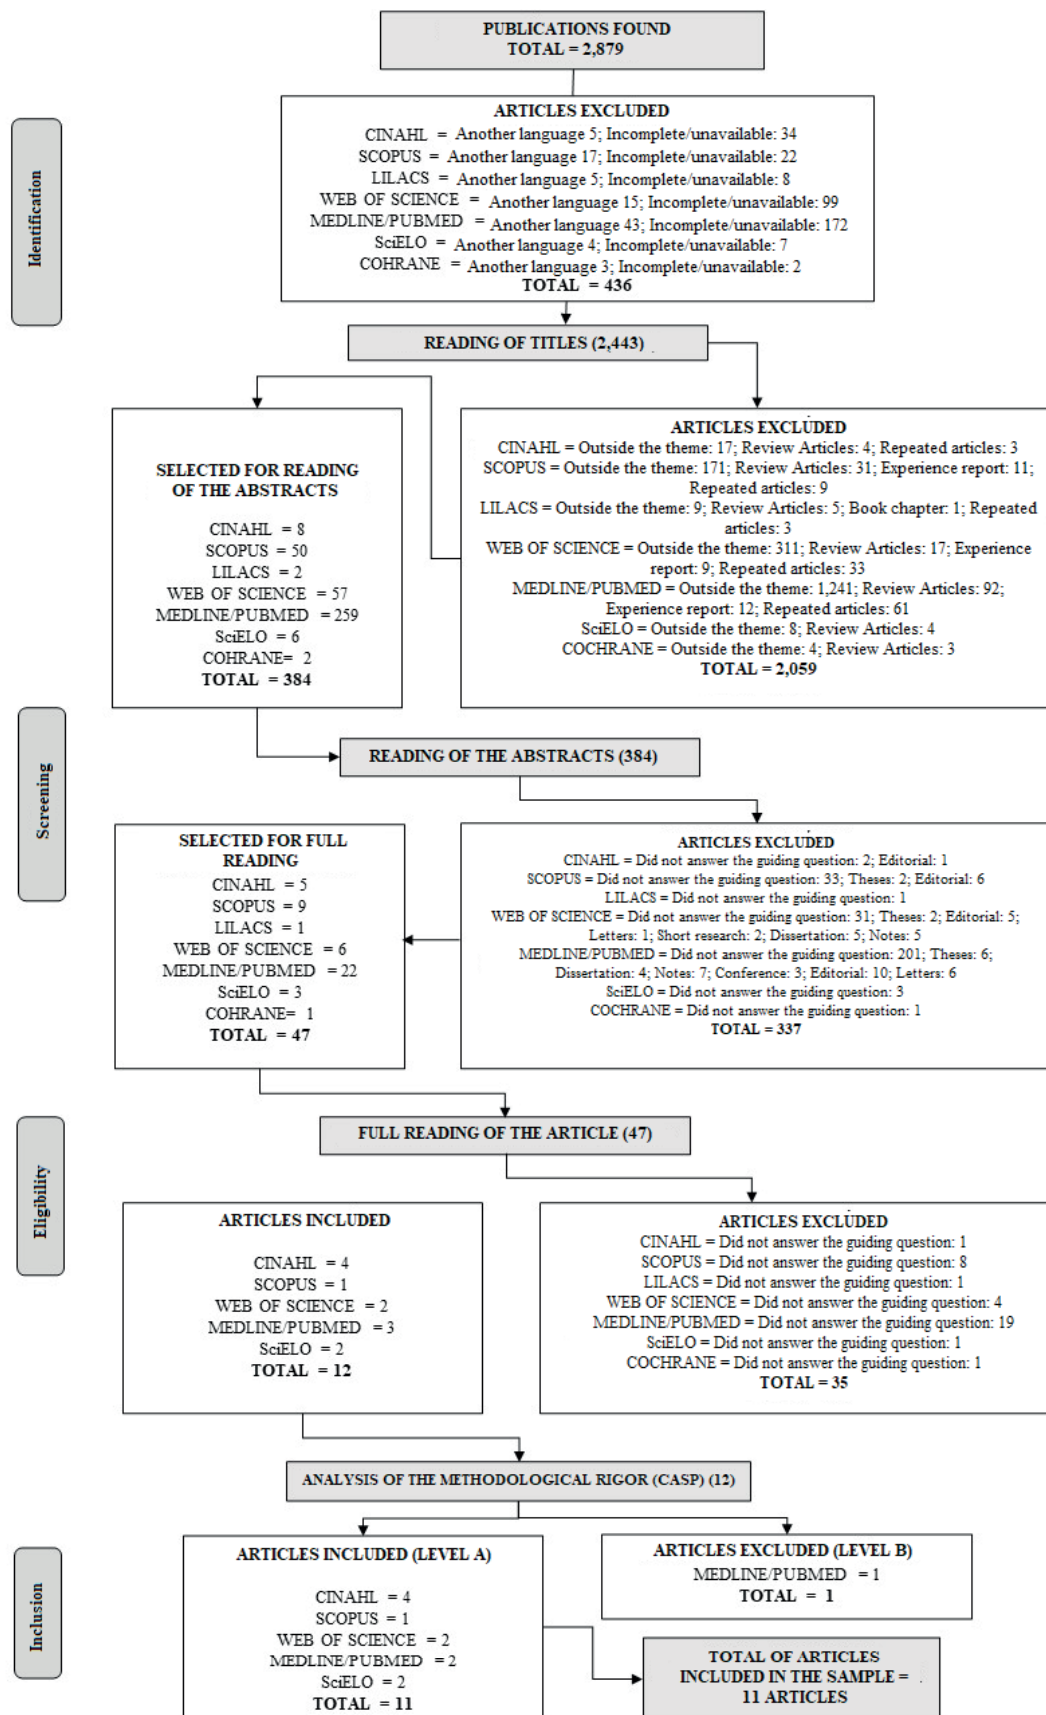 PUBLICATIONS FOUND
TOTAL = 2,879
Identification
ARTICLES EXCLUDED
CINAHL = Another language 5; Incomplete/unavailable: 34
SCOPUS = Another language 17; Incomplete/unavailable: 22
LILACS = Another language 5; Incomplete/unavailable: 8
WEB OF SCIENCE = Another language 15; Incomplete/unavailable: 99
MEDLINE/PUBMED = Another language 43; Incomplete/unavailable: 172
SciELO = Another language 4; Incomplete/unavailable: 7
COHRANE = Another language 3; Incomplete/unavailable: 2
TOTAL = 436
READING OF TITLES (2,443)
SELECTED FOR READING
OF THE ABSTRACTS
CINAHL = 8
SCOPUS = 50
LILACS = 2
WEB OF SCIENCE = 57
MEDLINE/PUBMED = 259
SciELO = 6
COHRANE= 2
TOTAL = 384
ARTICLES EXCLUDED
CINAHL = Outside the theme: 17; Review Articles: 4; Repeated articles: 3
SCOPUS = Outside the theme: 171; Review Articles: 31; Experience report: 11;
Repeated articles: 9
LILACS = Outside the theme: 9; Review Articles: 5; Book chapter: 1; Repeated
articles: 3
WEB OF SCIENCE = Outside the theme: 311; Review Articles: 17; Experience
report: 9; Repeated articles: 33
MEDLINE/PUBMED = Outside the theme: 1,241; Review Articles: 92;
Experience report: 12; Repeated articles: 61
SciELO = Outside the theme: 8; Review Articles: 4
COCHRANE = Outside the theme: 4; Review Articles: 3
TOTAL = 2,059
Screening
READING OF THE ABSTRACTS (384)
SELECTED FOR FULL
READING
CINAHL = 5
SCOPUS = 9
LILACS = 1
WEB OF SCIENCE = 6
MEDLINE/PUBMED = 22
SciELO = 3
COHRANE= 1
TOTAL = 47
ARTICLES EXCLUDED
CINAHL = Did not answer the guiding question: 2; Editorial: 1
SCOPUS = Did not answer the guiding question: 33; Theses: 2; Editorial: 6
LILACS = Did not answer the guiding question: 1
WEB OF SCIENCE = Did not answer the guiding question: 31; Theses: 2; Editorial: 5;
Letters: 1; Short research: 2; Dissertation: 5; Notes: 5
MEDLINE/PUBMED = Did not answer the guiding question: 201; Theses: 6;
Dissertation: 4; Notes: 7; Conference: 3; Editorial: 10; Letters: 6
SciELO = Did not answer the guiding question: 3
COCHRANE = Did not answer the guiding question: 1
TOTAL = 337
Eligibility
FULL READING OF THE ARTICLE (47)
ARTICLES INCLUDED
CINAHL = 4
SCOPUS = 1
WEB OF SCIENCE = 2
MEDLINE/PUBMED = 3
SciELO = 2
TOTAL = 12
ARTICLES EXCLUDED
CINAHL = Did not answer the guiding question: 1
SCOPUS = Did not answer the guiding question: 8
LILACS = Did not answer the guiding question: 1
WEB OF SCIENCE = Did not answer the guiding question: 4
MEDLINE/PUBMED = Did not answer the guiding question: 19
SciELO = Did not answer the guiding question: 1
COCHRANE = Did not answer the guiding question: 1
TOTAL = 35
ANALYSIS OF THE METHODOLOGICAL RIGOR (CASP) (12)
Inclusion
ARTICLES INCLUDED (LEVEL A)
CINAHL = 4
SCOPUS = 1
WEB OF SCIENCE = 2
MEDLINE/PUBMED = 2
SciELO = 2
TOTAL = 11
ARTICLES EXCLUDED (LEVEL B)
MEDLINE/PUBMED = 1
TOTAL = 1
TOTAL OF ARTICLES
INCLUDED IN THE SAMPLE =
11 ARTICLES